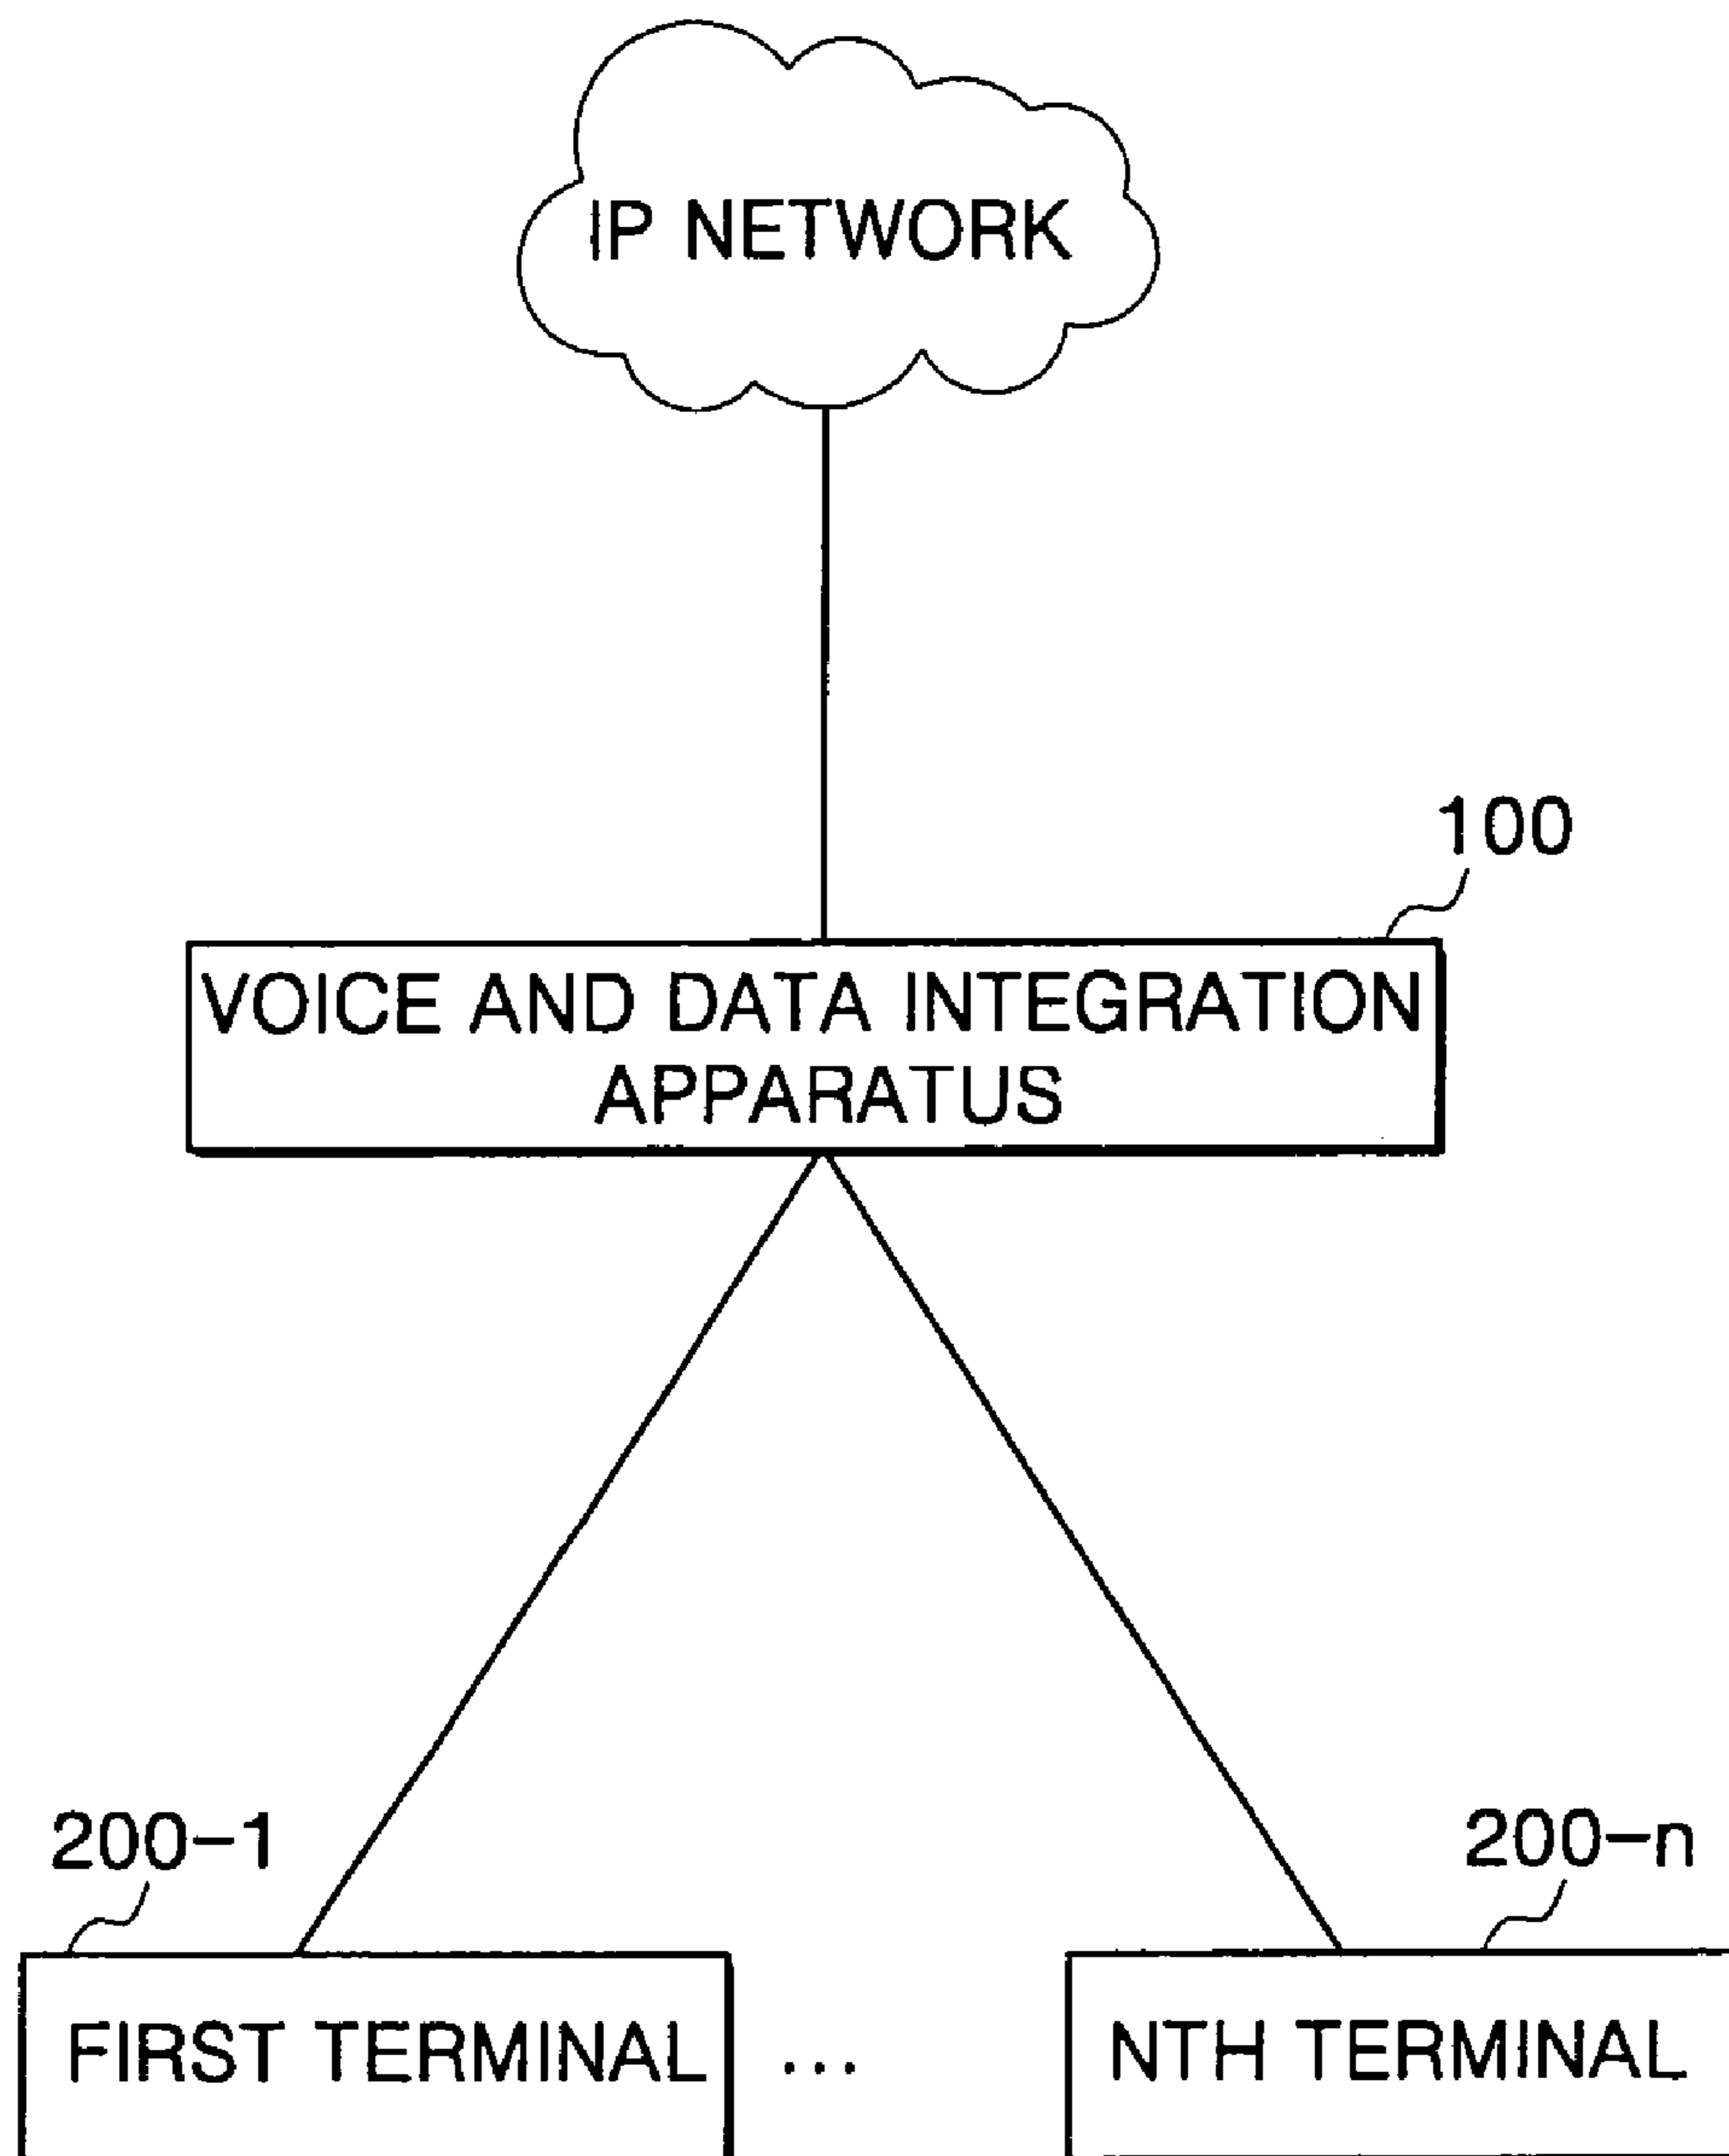 IP NETWORK
100
VOICE AND DATA INTEGRATION
APPARATUS
200-1
200-n
FIRST TERMINAL
...
NTH TERMINAL